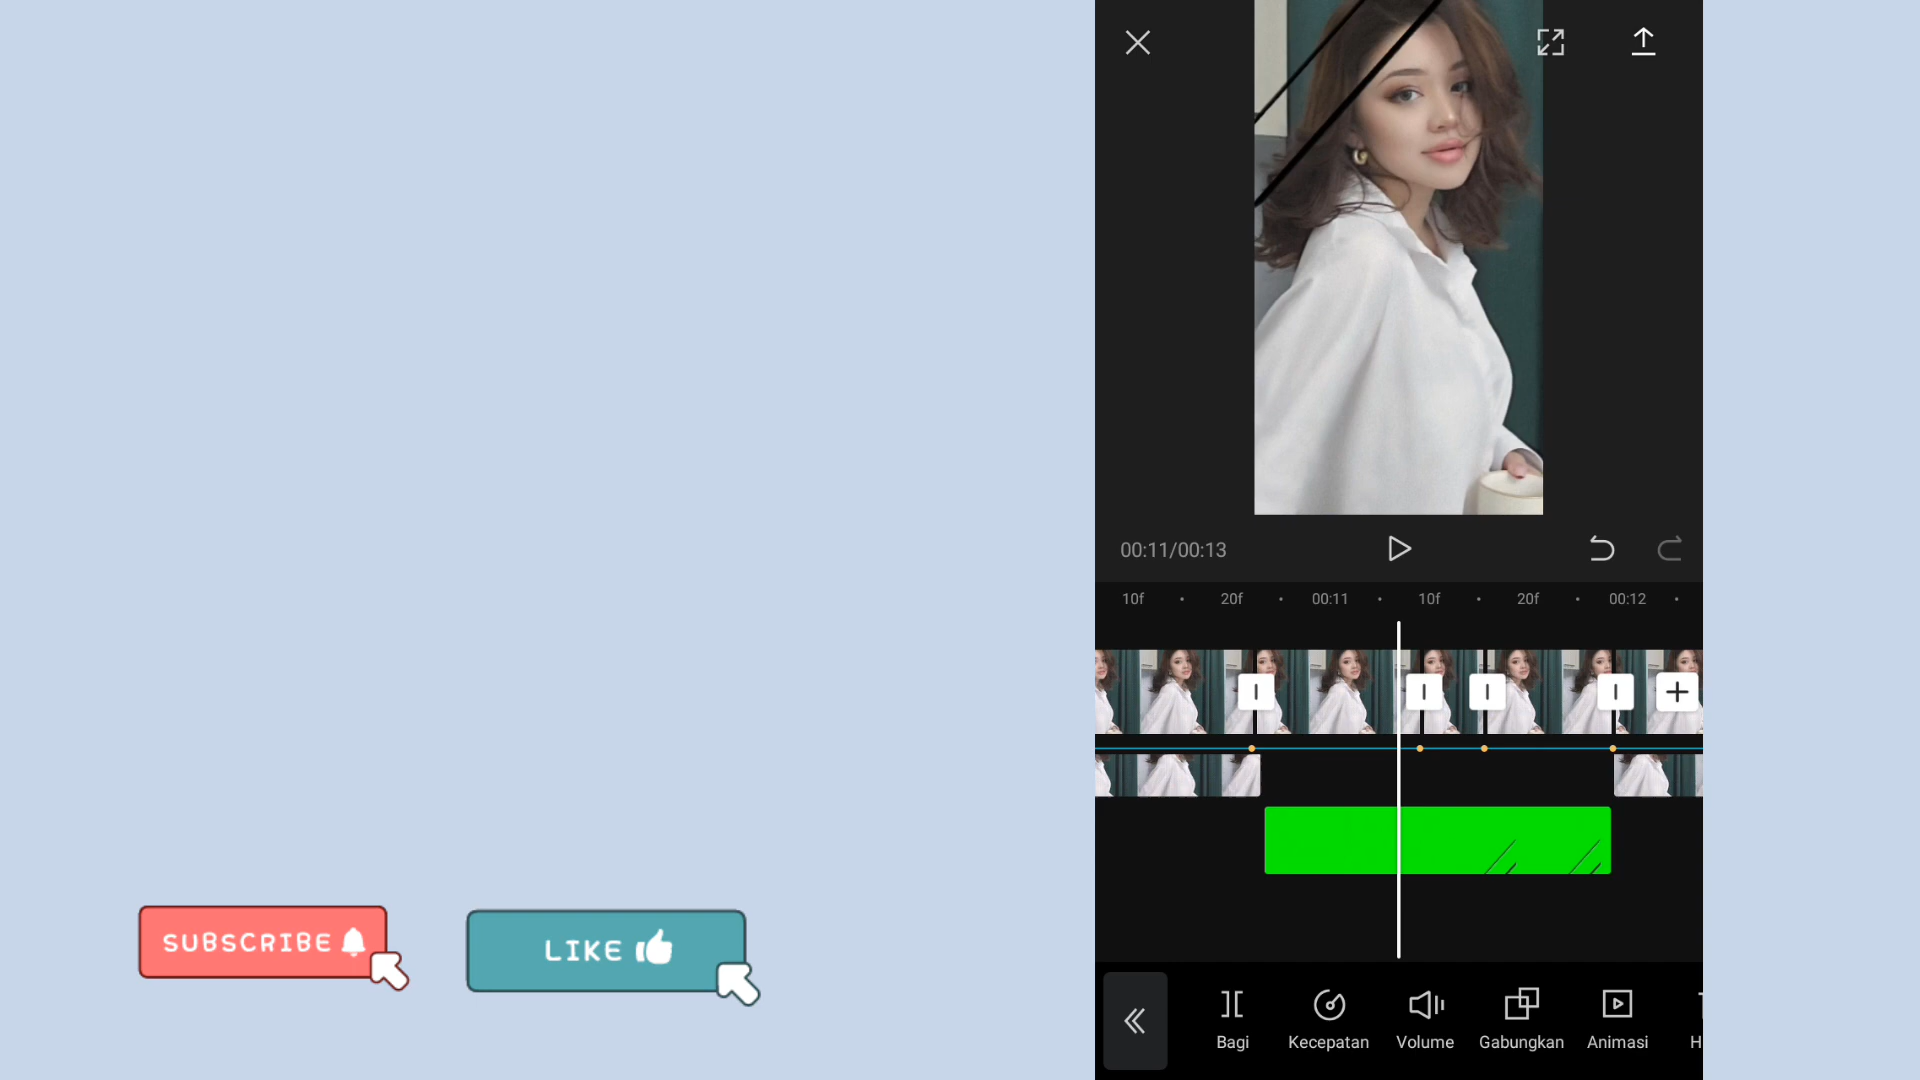 00:11/00:13
10f 20f 00:11 10f 20f 00:12
SUBSCRIBE
LIKE
Bagi Kecepatan Volume Gabungkan Animasi H